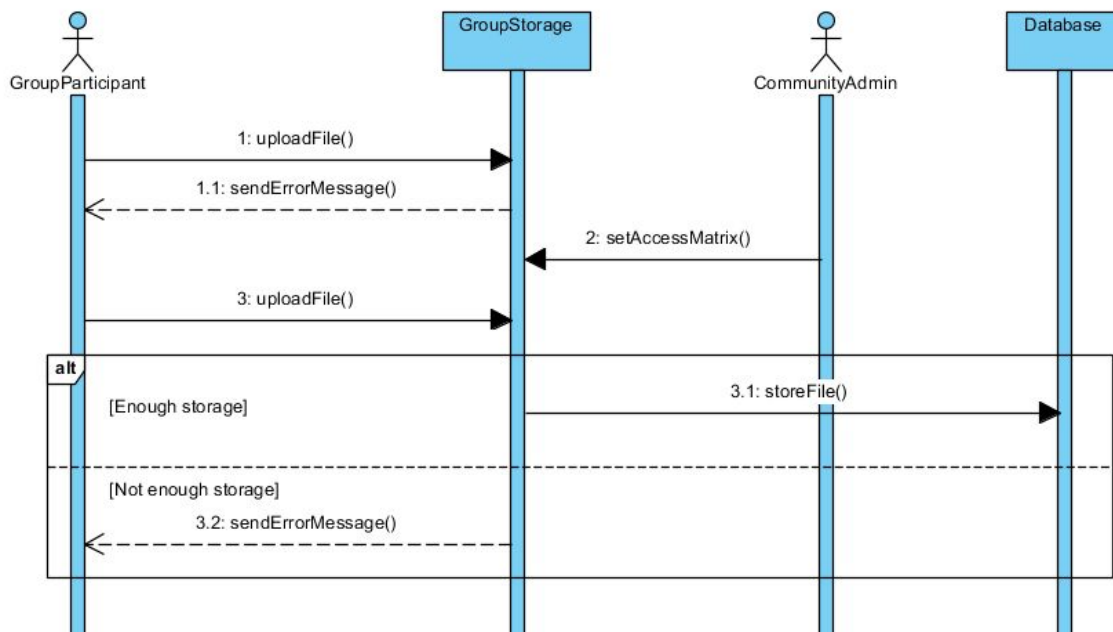 GroupStorage
Database
GroupParticipant
CommunityAdmin
1: uploadFile()
1.1: sendErrorMessage()
2: setAccessMatrix()
3: uploadFile()
alt
3.1: storeFile()
[Enough storage]
[Not enough storage]
3.2: sendErrorMessage()